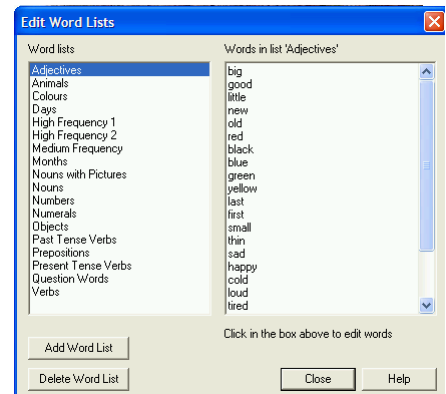 Edit Word Lists
Word lists
Adjectives
Animals
Colours
Days
High Frequency 1
High Frequency 2
Medium Frequency
Months
Nouns with Pictures
Nouns
Numbers
Numerals
Objects
Past Tense Verbs
Prepositions
Present Tense Verbs
Question Words
Verbs
Add Word List
Delete Word List
Words in list 'Adjectives'
big
good
little
new
old
red
black
blue
green
yellow
last
first
small
thin
sad
happy
cold
loud
tired
Click in the box above to edit words
Close
Help